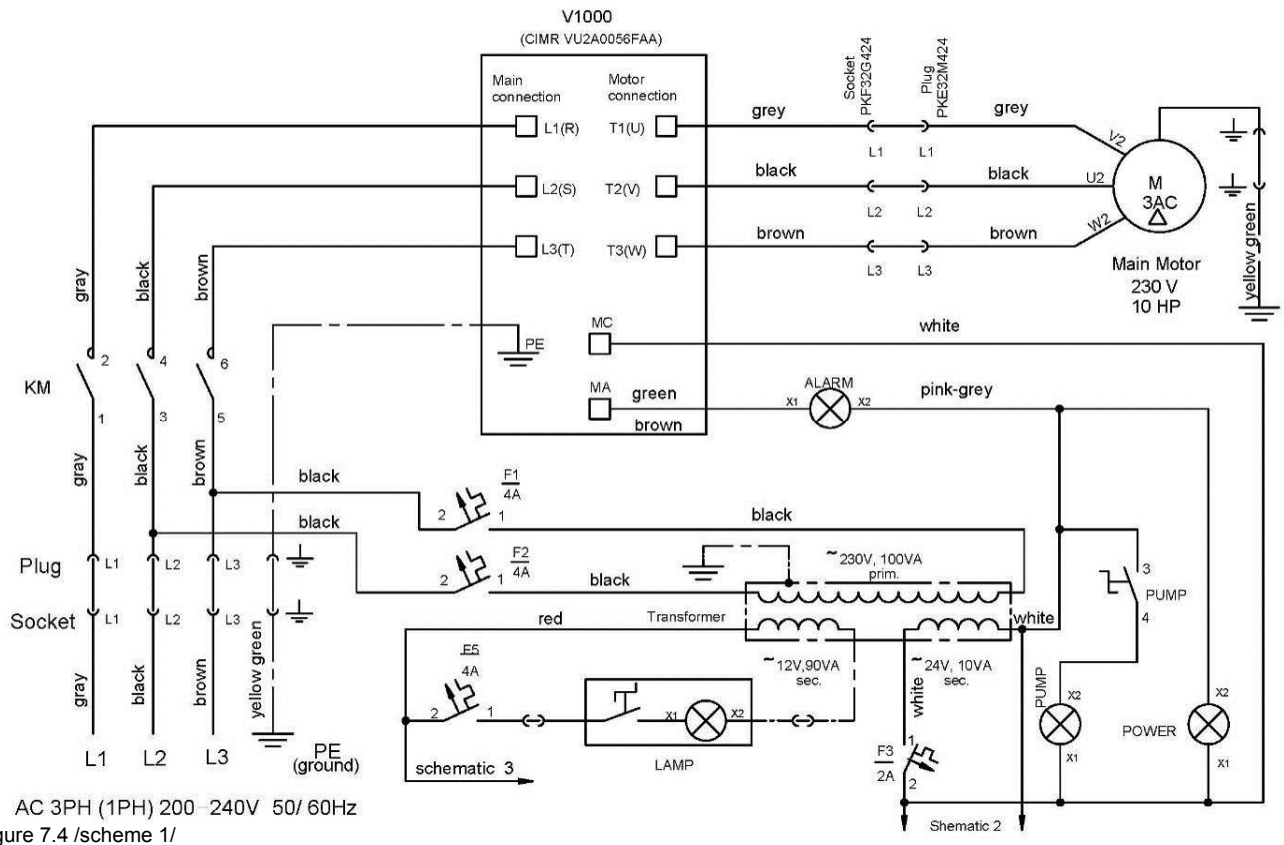 V1000
(CIMR VU2A0056FAA)
Main connection
Motor connection
L1(R)
T1(U)
L2(S)
T2(V)
L3(T)
T3(W)
Socket
PKF32G424
Plug
PKE32M424
grey
grey
L1
L1
black
black
L2
L2
brown
brown
L3
L3
V2
U2
W2
M
3AC
Main Motor
230 V
10 HP
yellow green
gray
black
brown
PE
MC
white
MA
green
brown
ALARM
X1
X2
pink-grey
KM
2
4
6
1
3
5
gray
black
brown
black
black
F1
4A
2
1
black
F2
4A
2
1
black
~230V, 100VA
prim.
Plug
L1
L2
L3
Socket
L1
L2
L3
red
Transformer
white
3
PUMP
4
~12V,90VA
sec.
~24V, 10VA
sec.
F5
4A
2
1
X1
X2
LAMP
white
F3
2A
1
2
PUMP
X2
X1
POWER
X2
X1
gray
black
brown
yellow green
L1
L2
L3
PE
(ground)
schematic 3
Shematic 2
AC 3PH (1PH) 200-240V 50/ 60Hz
gure 7.4 /scheme 1/